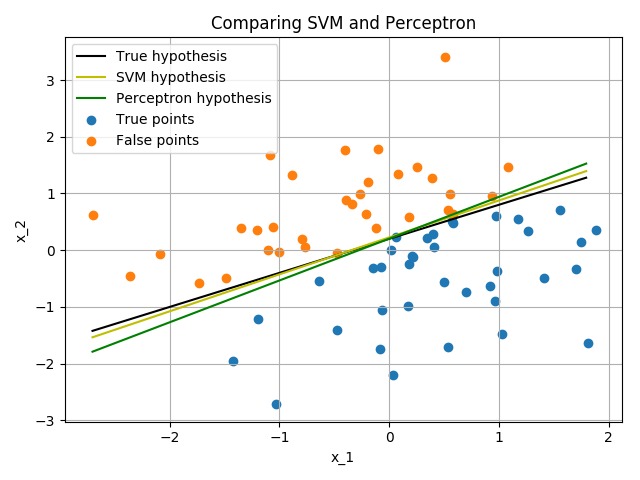 Comparing SVM and Perceptron
True hypothesis
SVM hypothesis
Perceptron hypothesis
True points
False points
3
2
1
0
−1
−2
−3
x_2
−2 −1 0 1 2
x_1